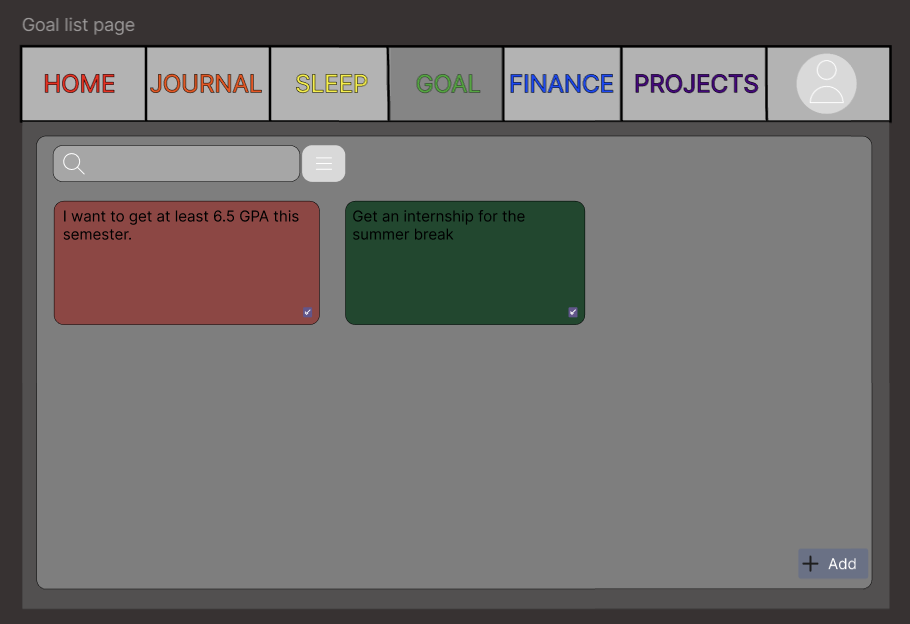 Goal list page
HOME JOURNAL SLEEP GOAL FINANCE PROJECTS
I want to get at least 6.5 GPA this
semester.
Get an internship for the
summer break
Add